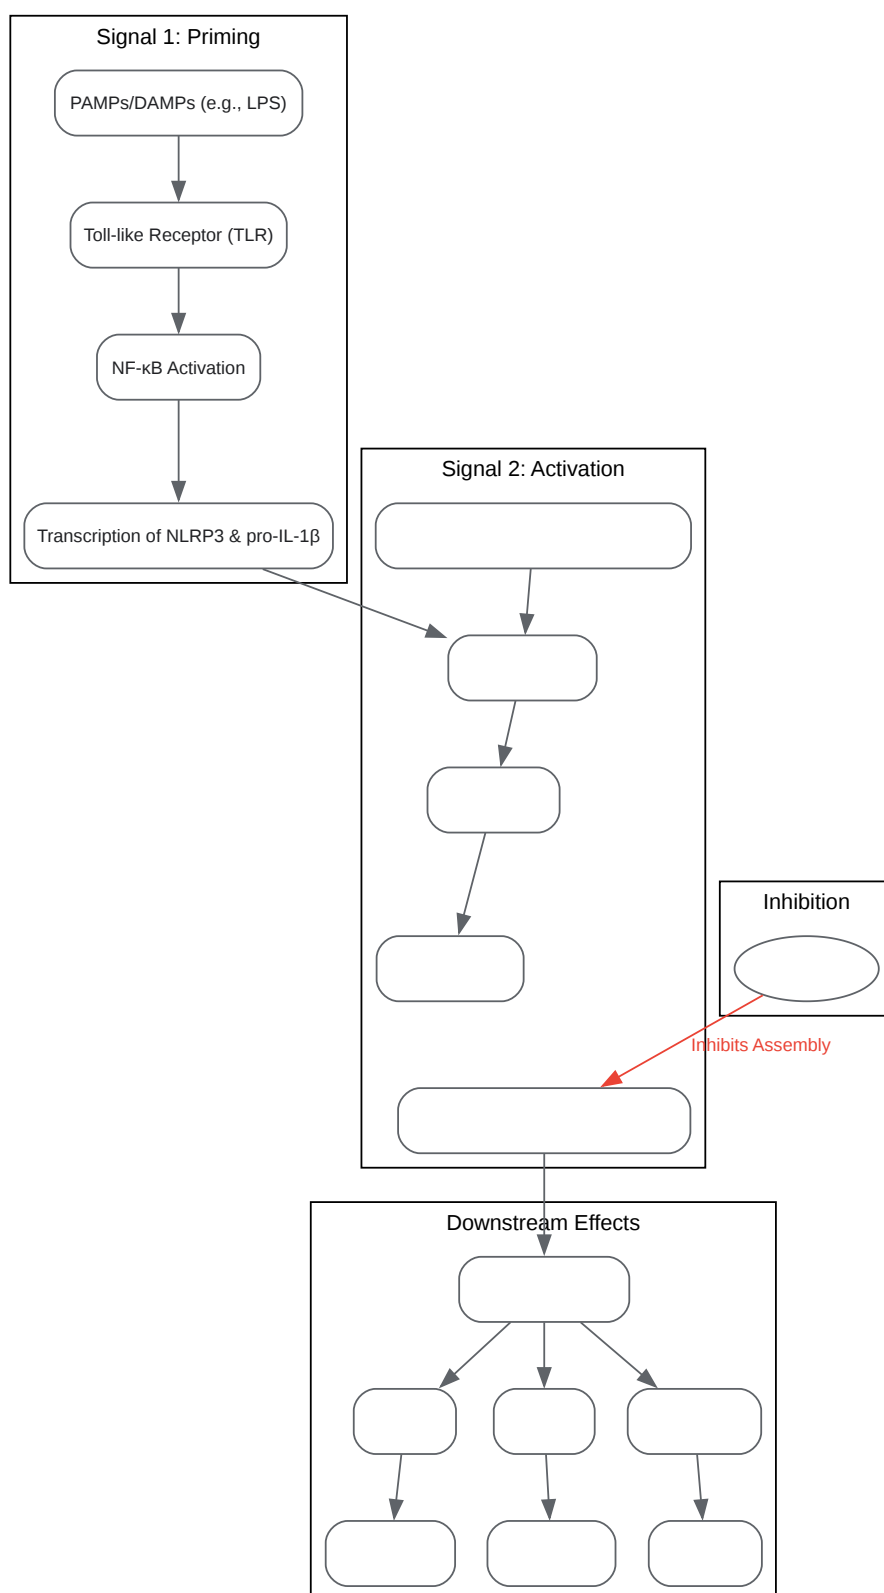 Signal 1: Priming
PAMPs/DAMPs (e.g., LPS)
Toll-like Receptor (TLR)
NF-κB Activation
Transcription of NLRP3 & pro-IL-1β
Signal 2: Activation
Inhibition
Inhibits Assembly
Downstream Effects